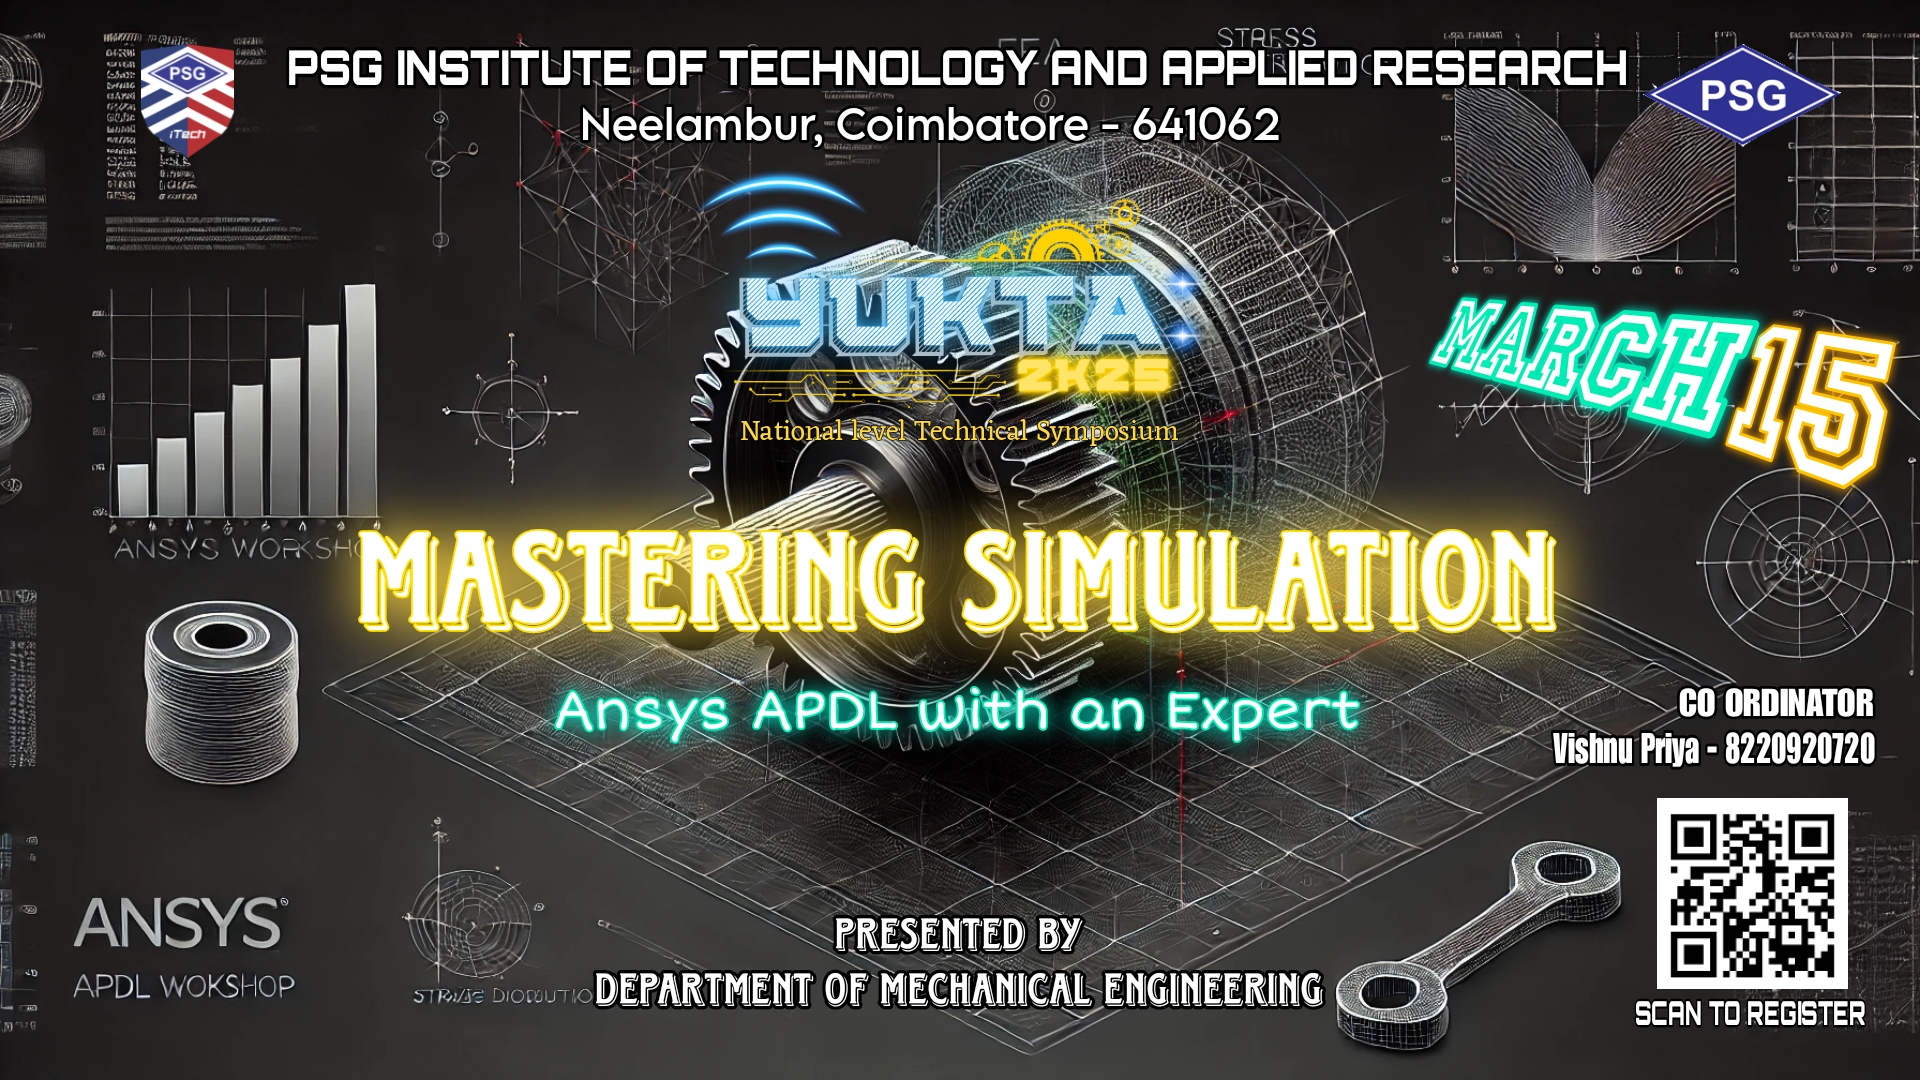 STRESS
PSG
iTech
PSG INSTITUTE OF TECHNOLOGY AND APPLIED RESEARCH
Neelambur, Coimbatore - 641062
PSG
YUKTA
2K25
National level Technical Symposium
MARCH 15
ANSYS WORKSHO
MASTERING SIMULATION
Ansys APDL with an Expert
CO ORDINATOR
Vishnu Priya - 8220920720
ANSYS
APDL WOKSHOP
PRESENTED BY
DEPARTMENT OF MECHANICAL ENGINEERING
SCAN TO REGISTER